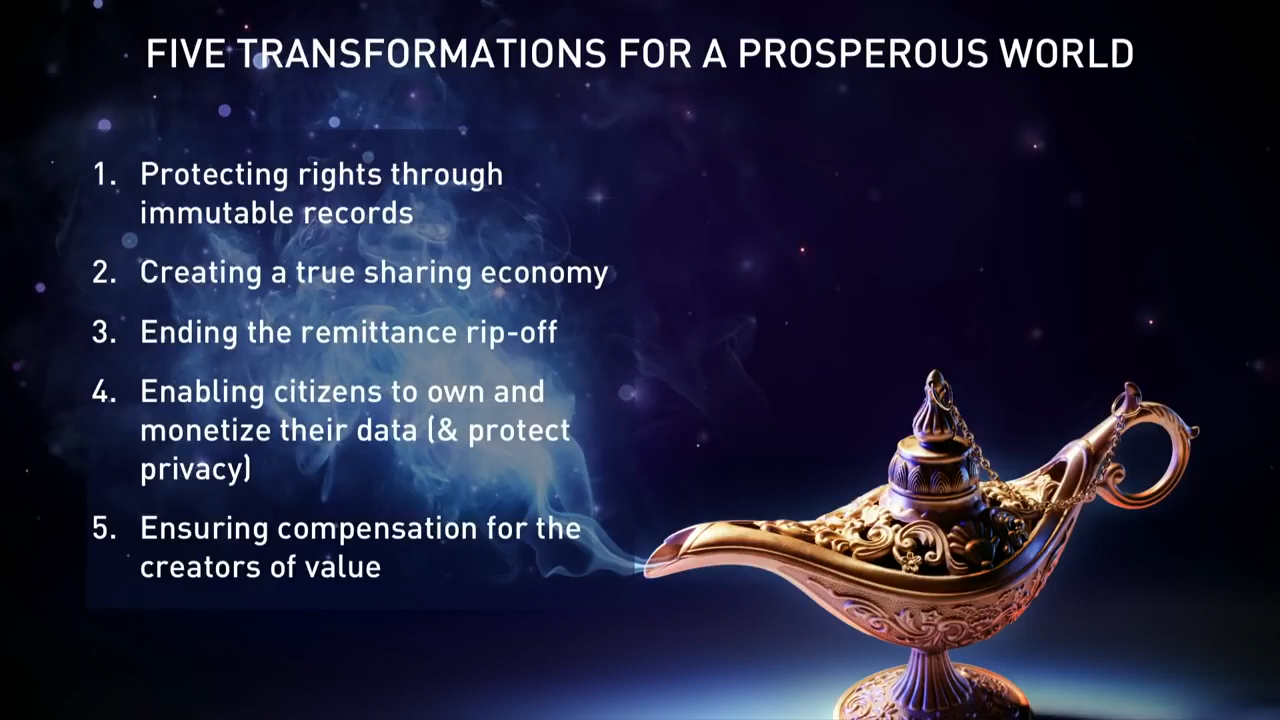 FIVE TRANSFORMATIONS FOR A PROSPEROUS WORLD
1. Protecting rights through
immutable records
2. Creating a true sharing economy
3. Ending the remittance rip-off
4. Enabling citizens to own and
monetize their data (& protect
privacy)
5. Ensuring compensation for the
creators of value